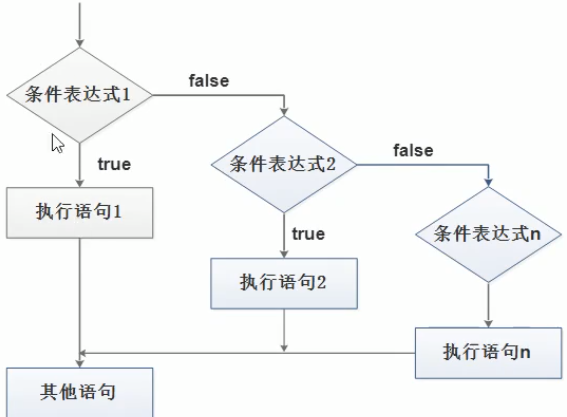 条件表达式1
false
true
执行语句1
条件表达式2
false
true
执行语句2
条件表达式n
执行语句n
其他语句